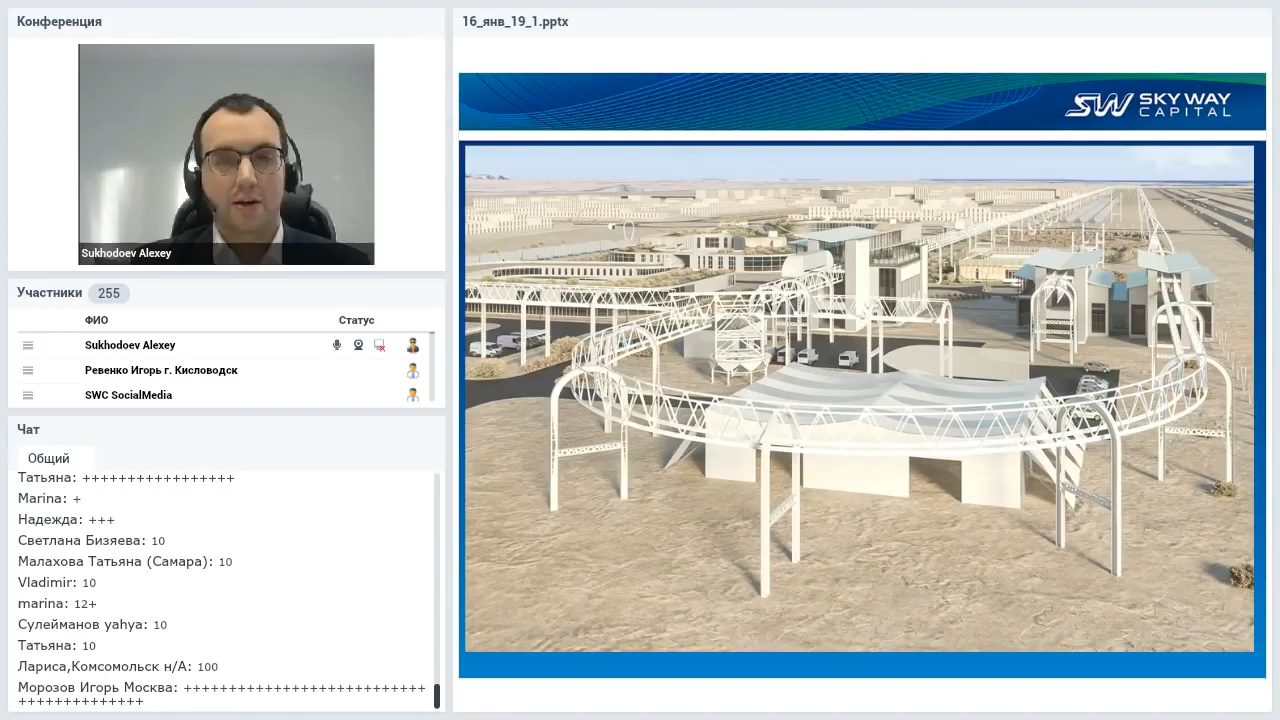 Конференция
Sukhodoev Alexey
Участники 255
ФИО Статус
Sukhodoev Alexey
Ревенко Игорь г. Кисловодск
SWC SocialMedia
Чат
Общий
Татьяна: +++++++++++++++++
Marina: +
Надежда: +++
Светлана Бизяева: 10
Малахова Татьяна (Самара): 10
Vladimir: 10
marina: 12+
Сулейманов yahya: 10
Татьяна: 10
Лариса,Комсомольск н/А: 100
Морозов Игорь Москва: +++++++++++++++++++++++++++
++++++++++++++
16_янв_19_1.pptx
SW SKY WAY
CAPITAL